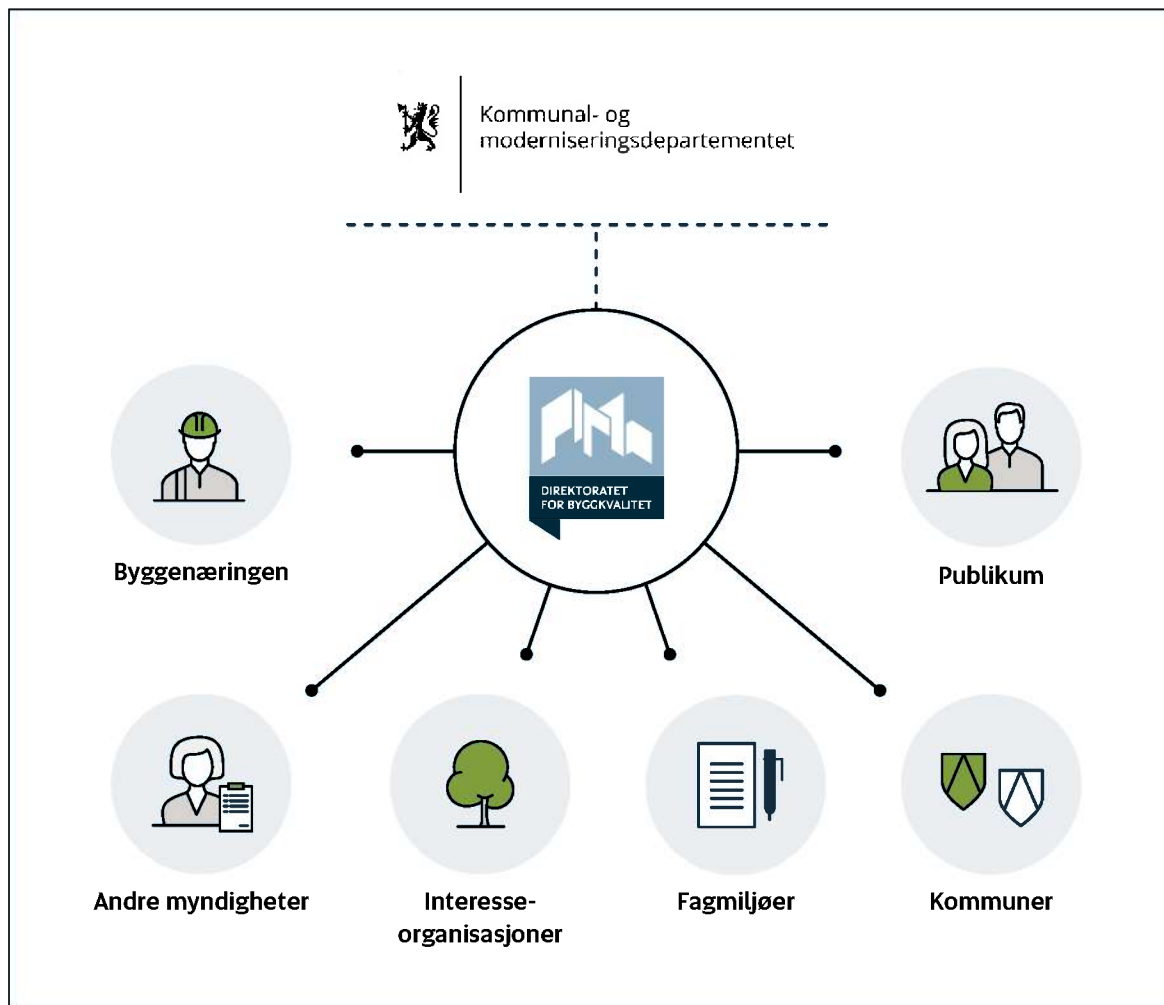 Kommunal- og
moderniseringsdepartementet
DIREKTORATET
FOR BYGGKVALITET
Byggenæringen
Publikum
Andre myndigheter
Interesse-
organisasjoner
Fagmiljøer
Kommuner